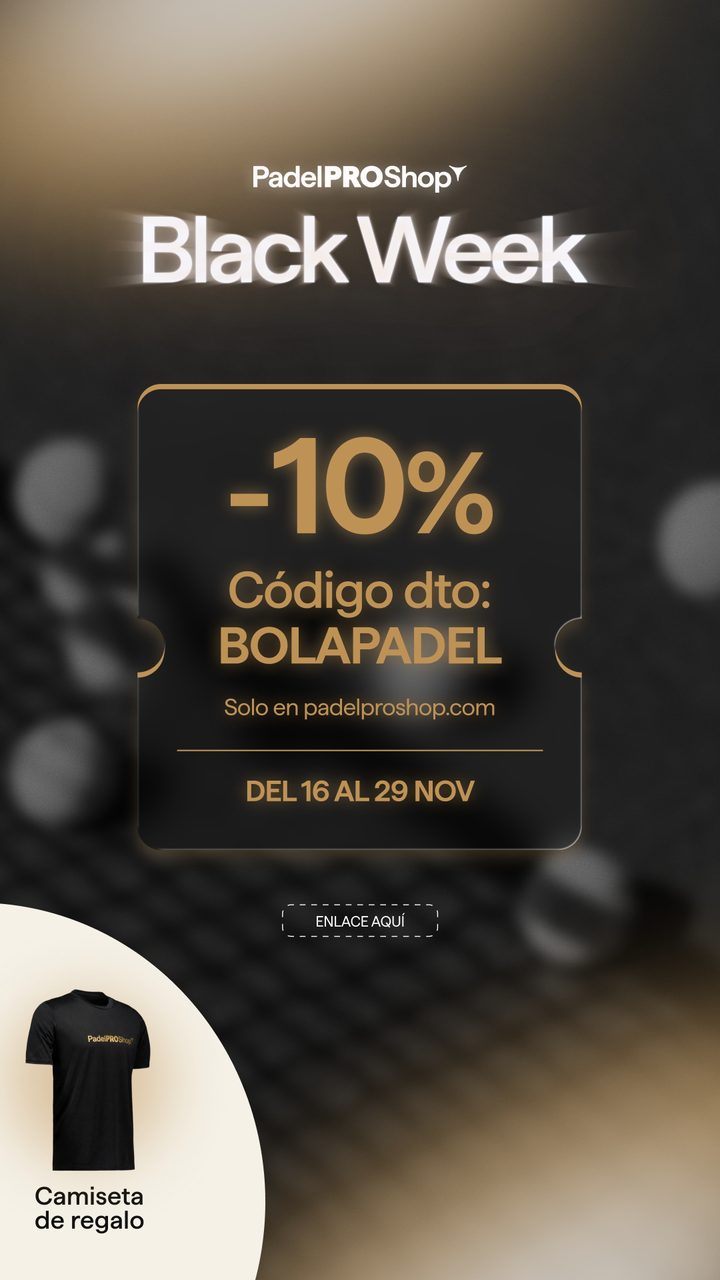 PadelPROShop
Black Week
-10%
Código dto:
BOLAPADEL
Solo en padelproshop.com
DEL 16 AL 29 NOV
ENLACE AQUÍ
PadelPROShop
Camiseta
de regalo